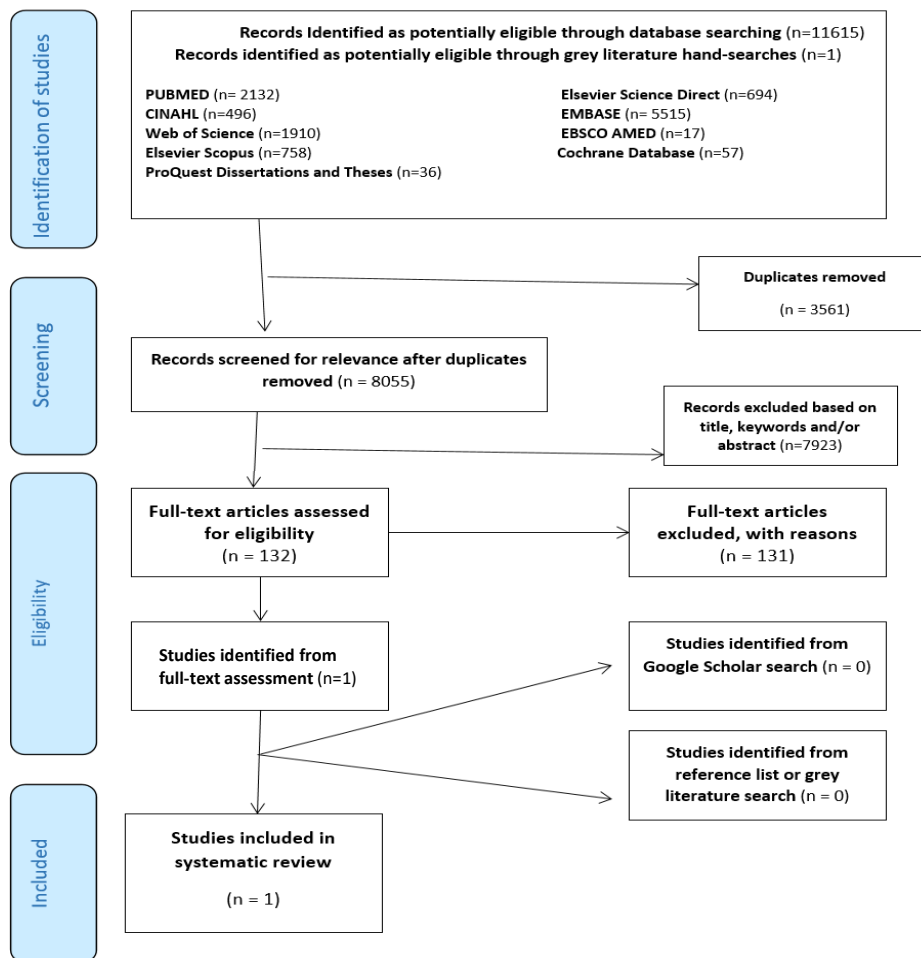 Identification of studies
Records Identified as potentially eligible through database searching (n=11615)
Records identified as potentially eligible through grey literature hand-searches (n=1)
PUBMED (n= 2132)
CINAHL (n=496)
Web of Science (n=1910)
Elsevier Scopus (n=758)
ProQuest Dissertations and Theses (n=36)
Elsevier Science Direct (n=694)
EMBASE (n= 5515)
EBSCO AMED (n=17)
Cochrane Database (n=57)
Duplicates removed
(n = 3561)
Screening
Records screened for relevance after duplicates
removed (n = 8055)
Records excluded based on
title, keywords and/or
abstract (n=7923)
Eligibility
Full-text articles assessed
for eligibility
(n = 132)
Full-text articles
excluded, with reasons
(n = 131)
Studies identified from
full-text assessment (n=1)
Studies identified from
Google Scholar search (n = 0)
Studies identified from
reference list or grey
literature search (n = 0)
Included
Studies included in
systematic review
(n = 1)